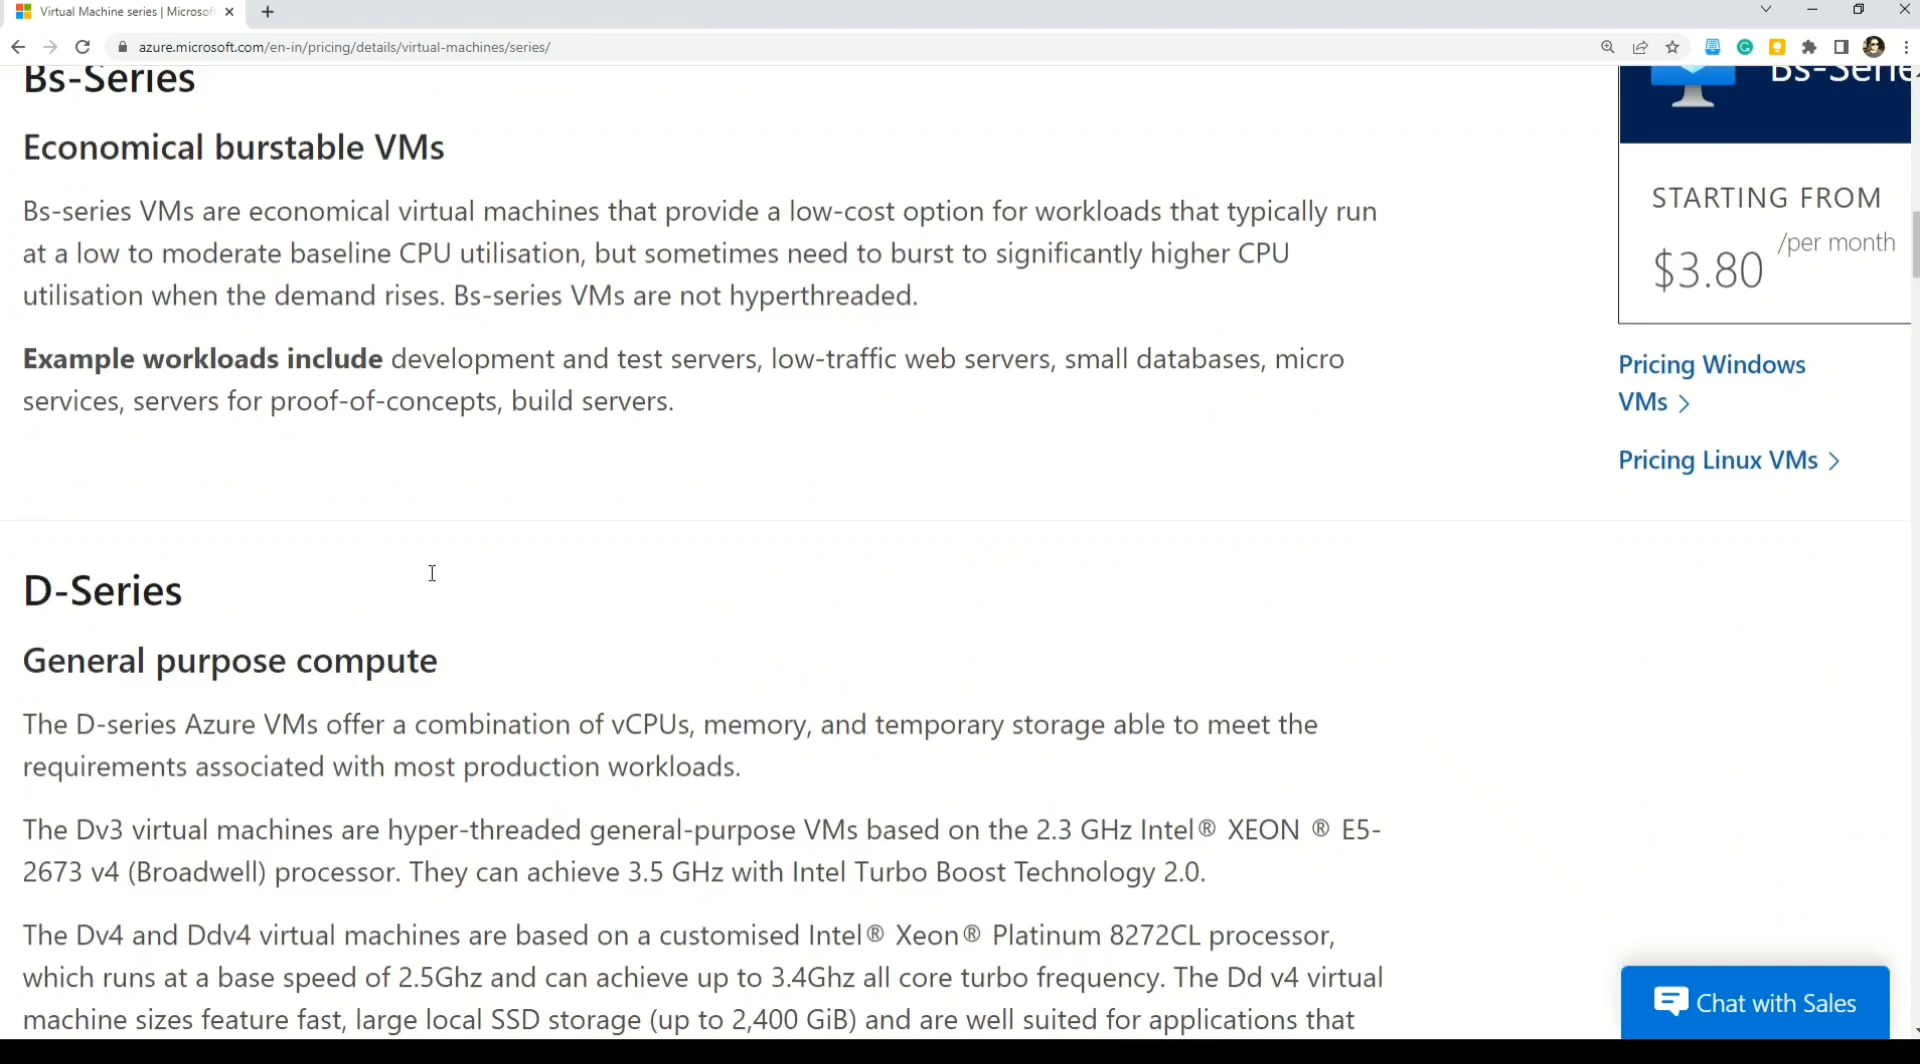 Virtual Machine series | Microsof
azure.microsoft.com/en-in/pricing/details/virtual-machines/series/
Bs-Series
Bs-Serie
Economical burstable VMs
Bs-series VMs are economical virtual machines that provide a low-cost option for workloads that typically run
at a low to moderate baseline CPU utilisation, but sometimes need to burst to significantly higher CPU
utilisation when the demand rises. Bs-series VMs are not hyperthreaded.
Example workloads include development and test servers, low-traffic web servers, small databases, micro
services, servers for proof-of-concepts, build servers.
STARTING FROM
$3.80 /per month
Pricing Windows
VMs
Pricing Linux VMs
D-Series
General purpose compute
The D-series Azure VMs offer a combination of vCPUs, memory, and temporary storage able to meet the
requirements associated with most production workloads.
The Dv3 virtual machines are hyper-threaded general-purpose VMs based on the 2.3 GHz Intel® XEON ® E5-
2673 v4 (Broadwell) processor. They can achieve 3.5 GHz with Intel Turbo Boost Technology 2.0.
The Dv4 and Ddv4 virtual machines are based on a customised Intel® Xeon® Platinum 8272CL processor,
which runs at a base speed of 2.5Ghz and can achieve up to 3.4Ghz all core turbo frequency. The Dd v4 virtual
machine sizes feature fast, large local SSD storage (up to 2,400 GiB) and are well suited for applications that
Chat with Sales